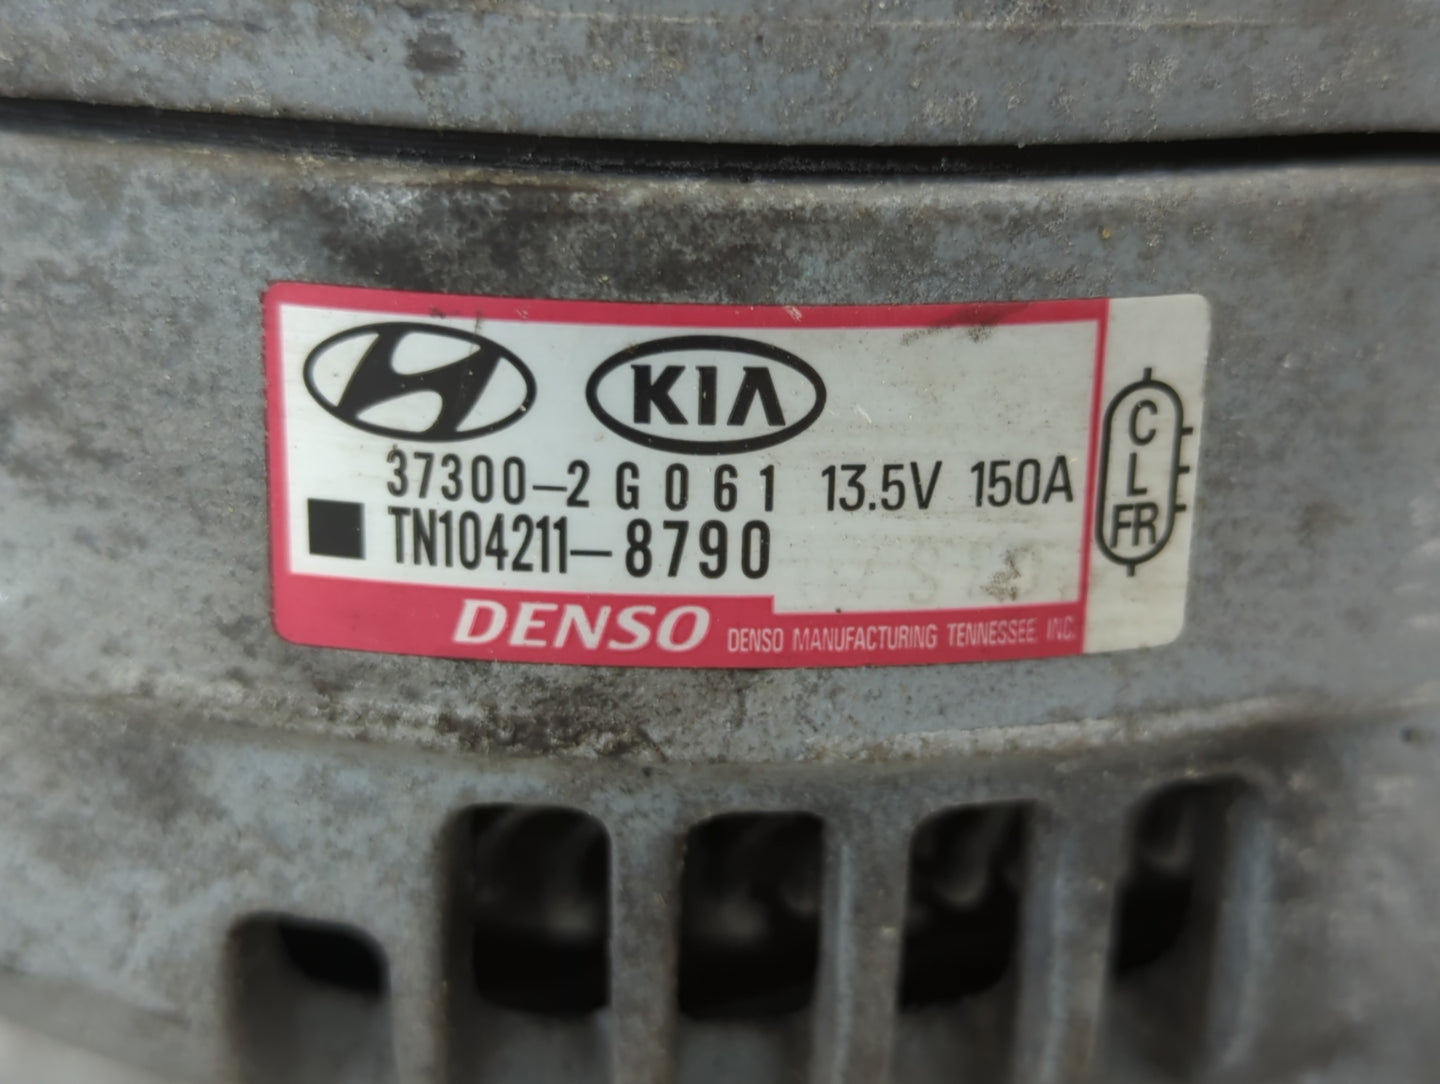 KIA
37300-2G061 13.5V 150A
TN104211-8790
DENSO DENSO MANUFACTURING TENNESSEE INC.
C
L
FR